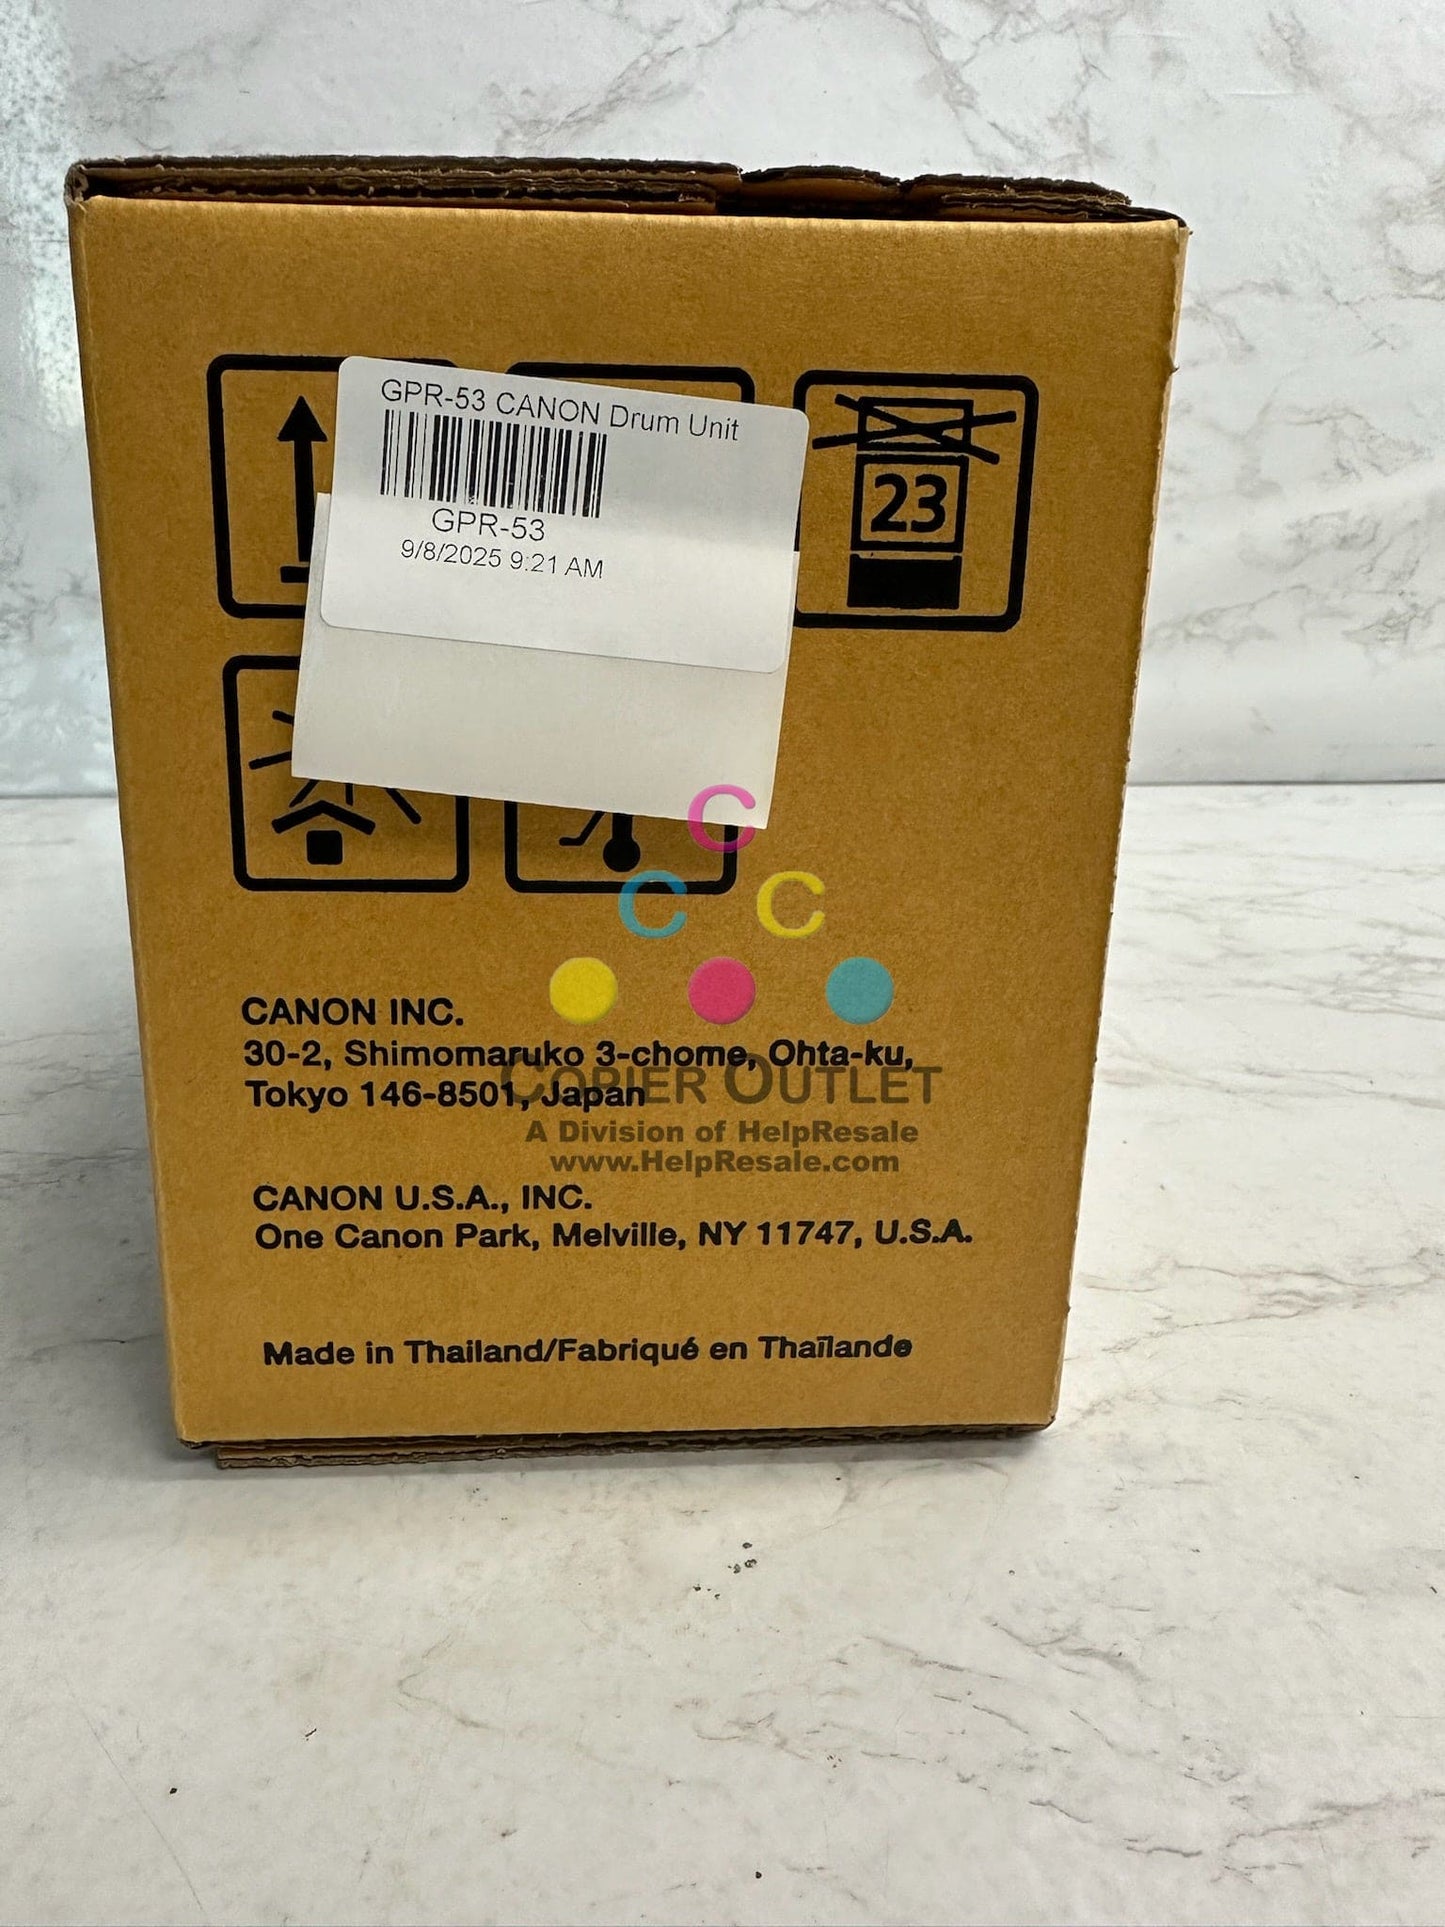 GPR-53 CANON Drum Unit
GPR-53
9/8/2025 9:21 AM
23
C
C C
CANON INC.
30-2, Shimomaruko 3-chome, Ohta-ku,
Tokyo 146-8501, Japan
COPIER OUTLET
A Division of HelpResale
www.HelpResale.com
CANON U.S.A., INC.
One Canon Park, Melville, NY 11747, U.S.A.
Made in Thailand/Fabriqué en Thaïlande